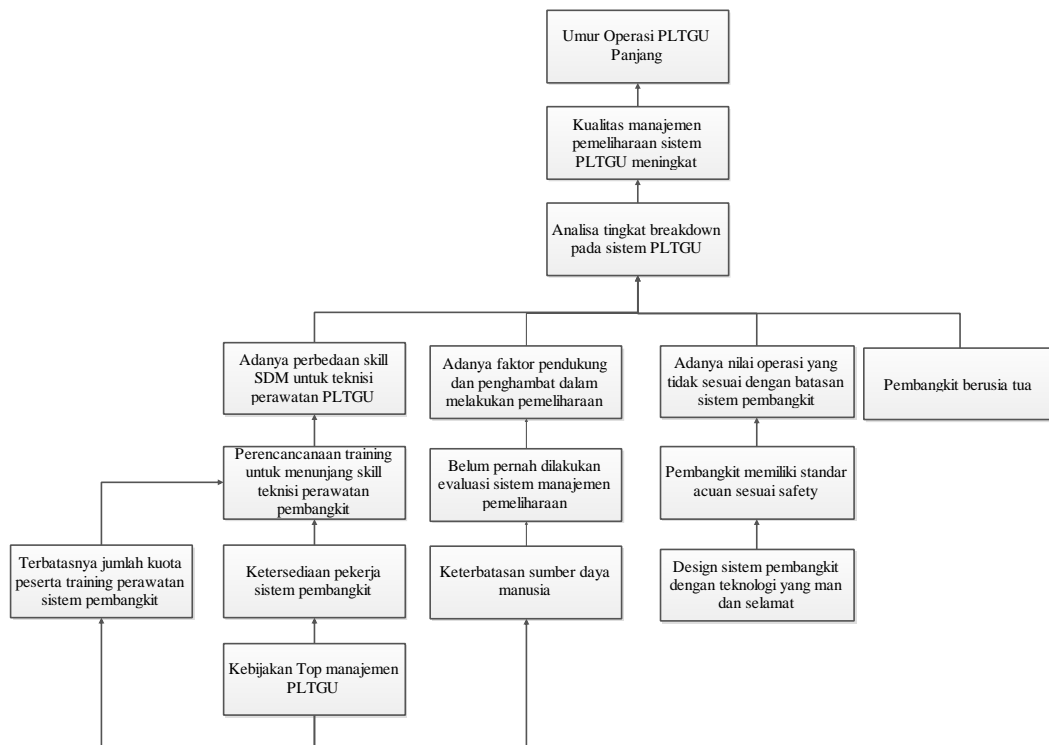 Umur Operasi PLTGU
Panjang
Kualitas manajemen
pemeliharaan sistem
PLTGU meningkat
Analisa tingkat breakdown
pada sistem PLTGU
Adanya perbedaan skill
SDM untuk teknisi
perawatan PLTGU
Adanya faktor pendukung
dan penghambat dalam
melakukan pemeliharaan
Adanya nilai operasi yang
tidak sesuai dengan batasan
sistem pembangkit
Pembangkit berusia tua
Perencancanaan training
untuk menunjang skill
teknisi perawatan
pembangkit
Belum pernah dilakukan
evaluasi sistem manajemen
pemeliharaan
Pembangkit memiliki standar
acuan sesuai safety
Terbatasnya jumlah kuota
peserta training perawatan
sistem pembangkit
Ketersediaan pekerja
sistem pembangkit
Keterbatasan sumber daya
manusia
Design sistem pembangkit
dengan teknologi yang man
dan selamat
Kebijakan Top manajemen
PLTGU